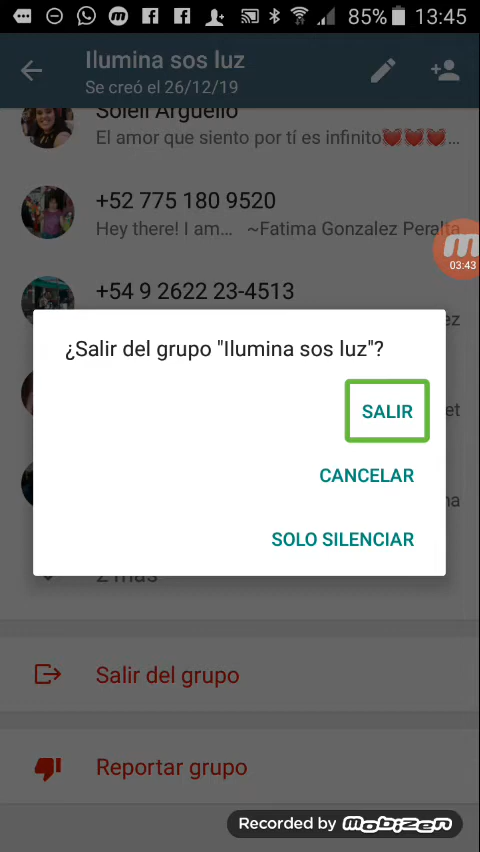 85% 13:45
Ilumina sos luz
Se creó el 26/12/19
Soleil Arguello
El amor que siento por tí es infinito❤️❤️❤️...
+52 775 180 9520
Hey there! I am... ~Fatima Gonzalez Peralta
03:43
+54 9 2622 23-4513
ez
¿Salir del grupo "Ilumina sos luz"?
SALIR
et
CANCELAR
na
SOLO SILENCIAR
2 más
Salir del grupo
Reportar grupo
Recorded by Mobizen